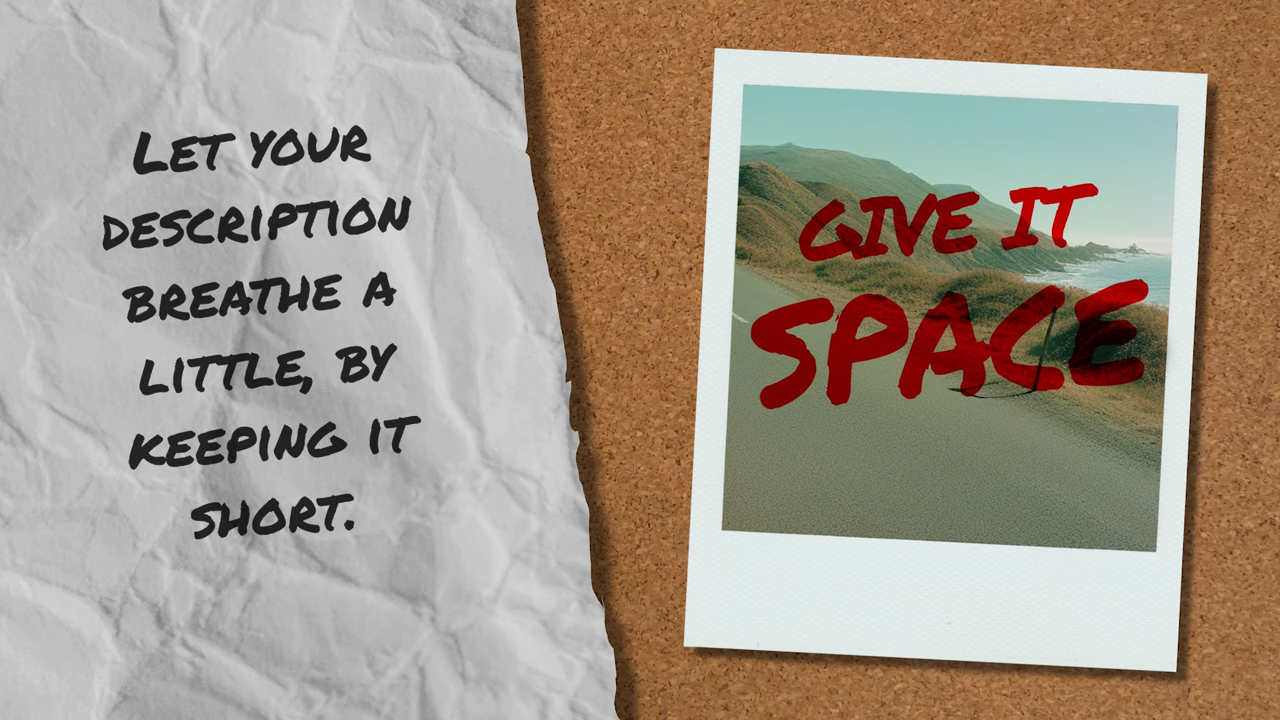 LET YOUR
DESCRIPTION
BREATHE A
LITTLE, BY
KEEPING IT
SHORT.
GIVE IT
SPACE